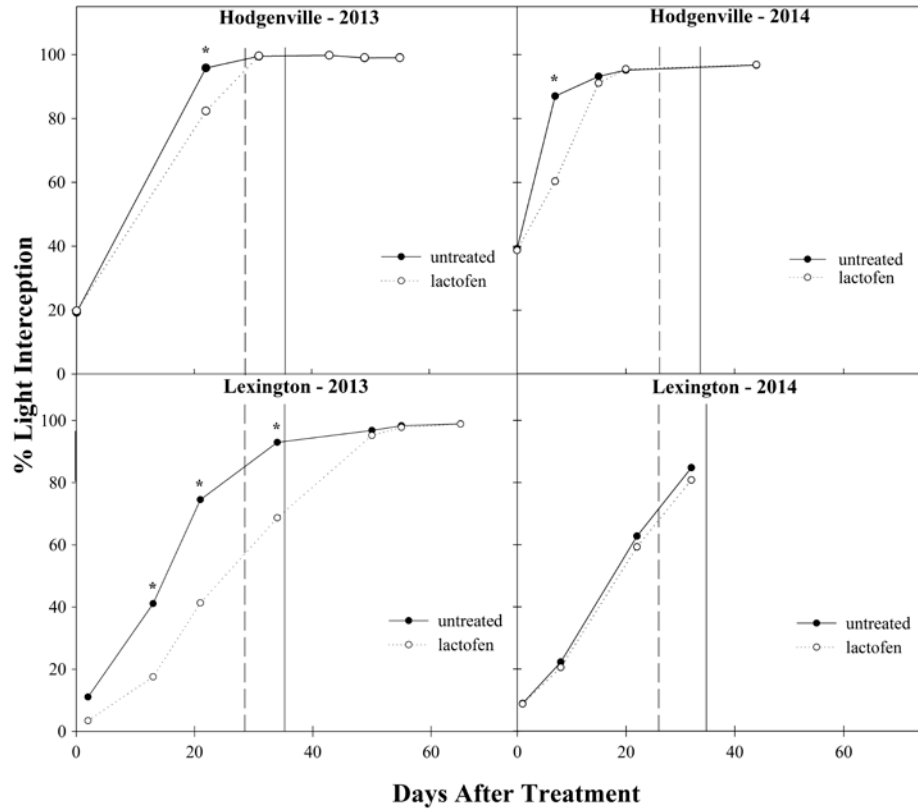 Hodgenville - 2013
Hodgenville - 2014
100
80
60
40
20
0
*
*
untreated
lactofen
untreated
lactofen
% Light Interception
Lexington - 2013
Lexington - 2014
100
80
60
40
20
0
*
*
*
untreated
lactofen
untreated
lactofen
0 20 40 60
0 20 40 60
Days After Treatment